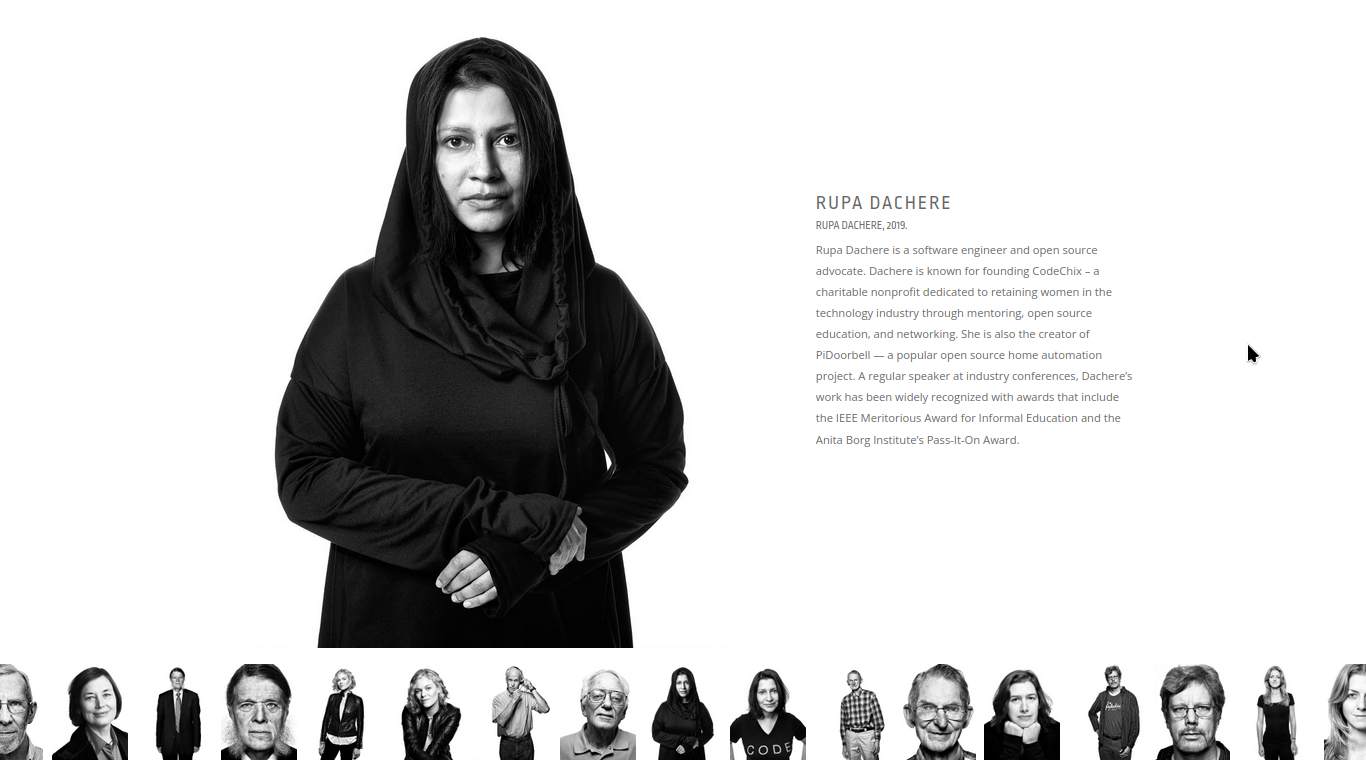 RUPA DACHERE
RUPA DACHERE, 2019.
Rupa Dachere is a software engineer and open source
advocate. Dachere is known for founding CodeChix – a
charitable nonprofit dedicated to retaining women in the
technology industry through mentoring, open source
education, and networking. She is also the creator of
PiDoorbell — a popular open source home automation
project. A regular speaker at industry conferences, Dachere’s
work has been widely recognized with awards that include
the IEEE Meritorious Award for Informal Education and the
Anita Borg Institute’s Pass-It-On Award.
CODE